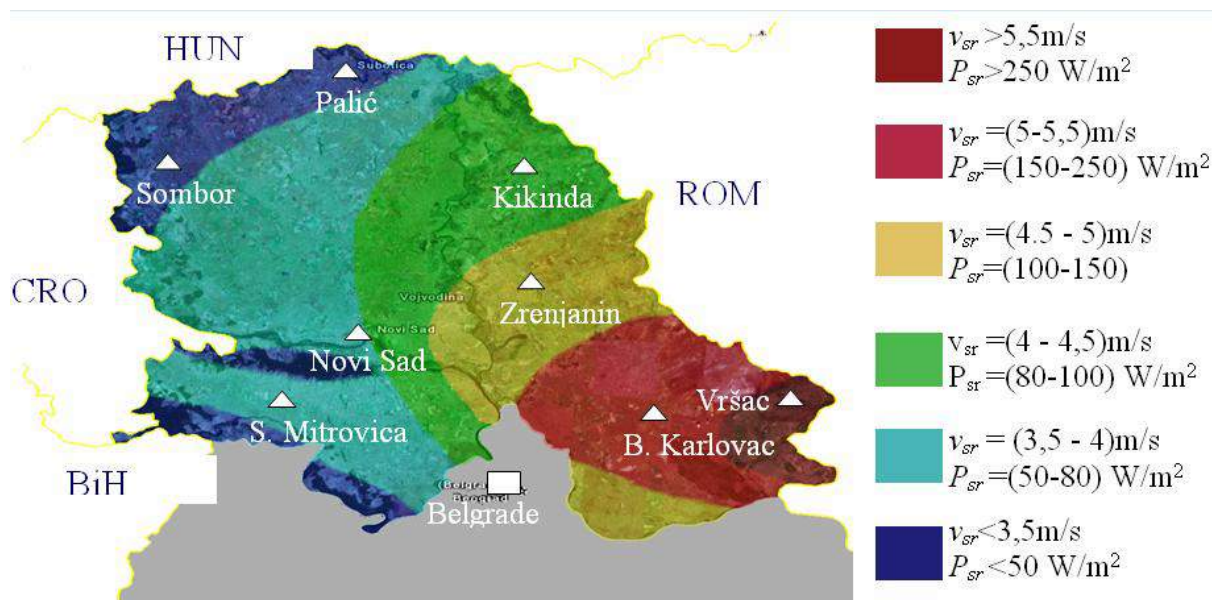 HUN
Subotica
Palić
Sombor
Kikinda
ROM
CRO
Vojvodina
Zrenjanin
Novi Sad
Novi Sad
Vršac
S. Mitrovica
B. Karlovac
BiH
(Belgra
Beograd
Belgrade
v_sr >5,5m/s
P_sr>250 W/m²
v_sr =(5-5,5)m/s
P_sr=(150-250) W/m²
v_sr =(4.5 - 5)m/s
P_sr=(100-150)
v_sr =(4 - 4,5)m/s
P_sr=(80-100) W/m²
v_sr = (3,5 - 4)m/s
P_sr=(50-80) W/m²
v_sr<3,5m/s
P_sr<50 W/m²